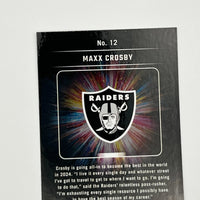 No. 12
MAXX CROSBY
RAIDERS
Crosby is going all-in to become the best in the world
in 2024. "I live it every single day and whatever street
I've got to travel to get to where I want to go, I'm going
to do that," said the Raiders' relentless pass-rusher.
"I'm exhausting every single resource I possibly have
to have the best season of my career."